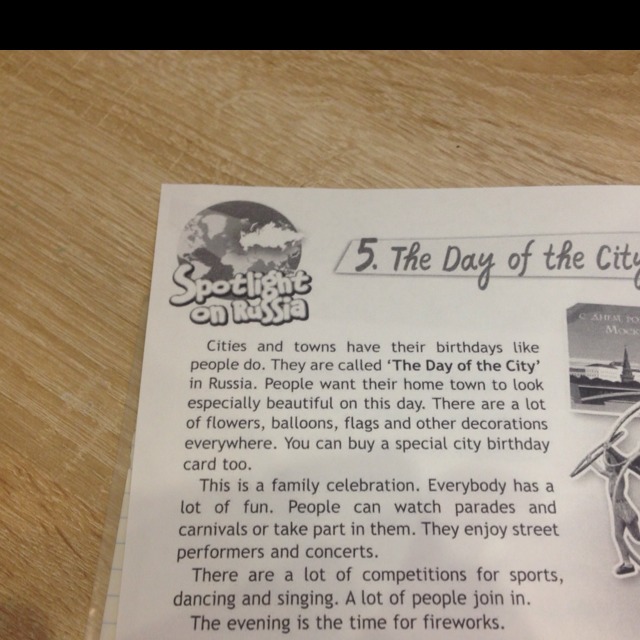 Spotlight
on Russia
5. The Day of the City
С ДНЕМ
МОСК
Cities and towns have their birthdays like
people do. They are called ‘The Day of the City’
in Russia. People want their home town to look
especially beautiful on this day. There are a lot
of flowers, balloons, flags and other decorations
everywhere. You can buy a special city birthday
card too.
This is a family celebration. Everybody has a
lot of fun. People can watch parades and
carnivals or take part in them. They enjoy street
performers and concerts.
There are a lot of competitions for sports,
dancing and singing. A lot of people join in.
The evening is the time for fireworks.